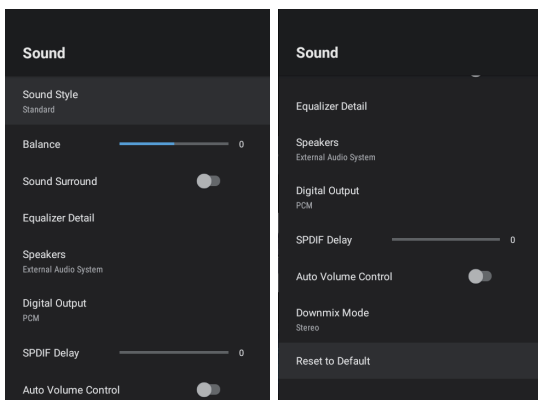 Sound
Sound Style
Standard
Balance 0
Sound Surround
Equalizer Detail
Speakers
External Audio System
Digital Output
PCM
SPDIF Delay 0
Auto Volume Control
Sound
Equalizer Detail
Speakers
External Audio System
Digital Output
PCM
SPDIF Delay 0
Auto Volume Control
Downmix Mode
Stereo
Reset to Default